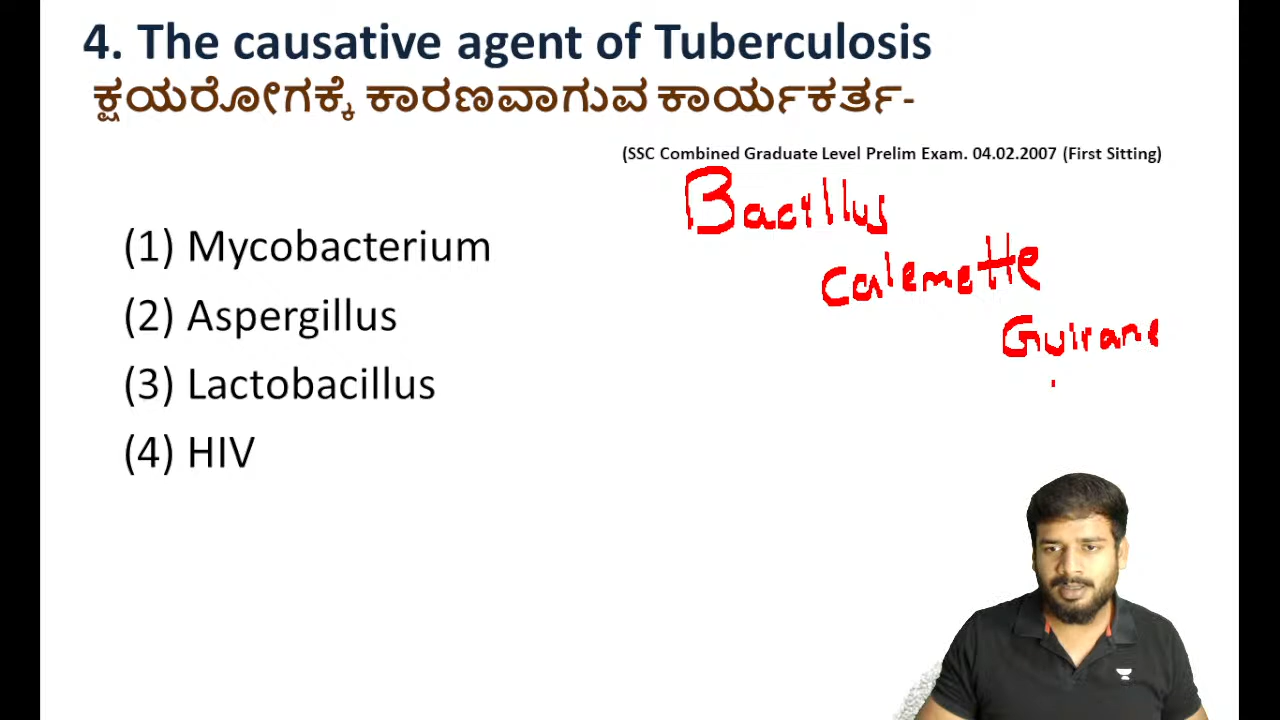 4. The causative agent of Tuberculosis
ಕ್ಷಯರೋಗಕ್ಕೆ ಕಾರಣವಾಗುವ ಕಾರ್ಯಕರ್ತ-
(SSC Combined Graduate Level Prelim Exam. 04.02.2007 (First Sitting)
Bacillus
Calemette
Guirane
(1) Mycobacterium
(2) Aspergillus
(3) Lactobacillus
(4) HIV